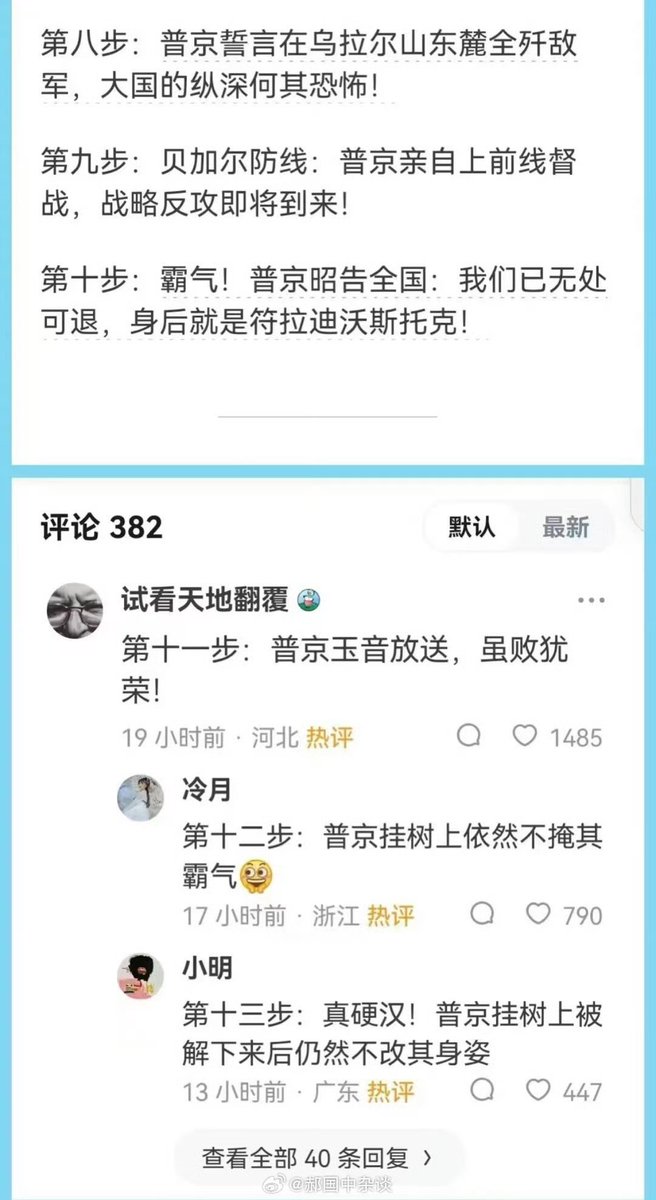 第八步：普京誓言在乌拉尔山东麓全歼敌
军，大国的纵深何其恐怖！
第九步：贝加尔防线：普京亲自上前线督
战，战略反攻即将到来！
第十步：霸气！普京昭告全国：我们已无处
可退，身后就是符拉迪沃斯托克！
评论 382
默认
最新
试看天地翻覆
第十一步：普京玉音放送，虽败犹
荣！
19 小时前 · 河北 热评
1485
冷月
第十二步：普京挂树上依然不掩其
霸气
17 小时前 · 浙江 热评
790
小明
第十三步：真硬汉！普京挂树上被
解下来后仍然不改其身姿
13 小时前 · 广东 热评
447
查看全部 40 条回复 ›
@郝国中杂谈